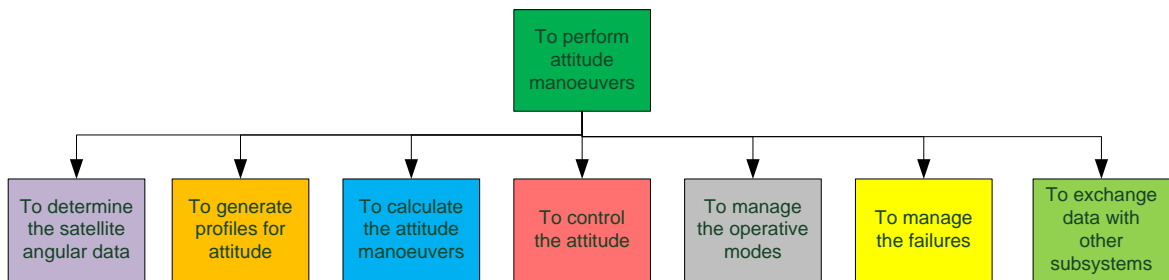 To perform
attitude
manoeuvers
To determine
the satellite
angular data
To generate
profiles for
attitude
To calculate
the attitude
manoeuvers
To control
the attitude
To manage
the operative
modes
To manage
the failures
To exchange
data with
other
subsystems